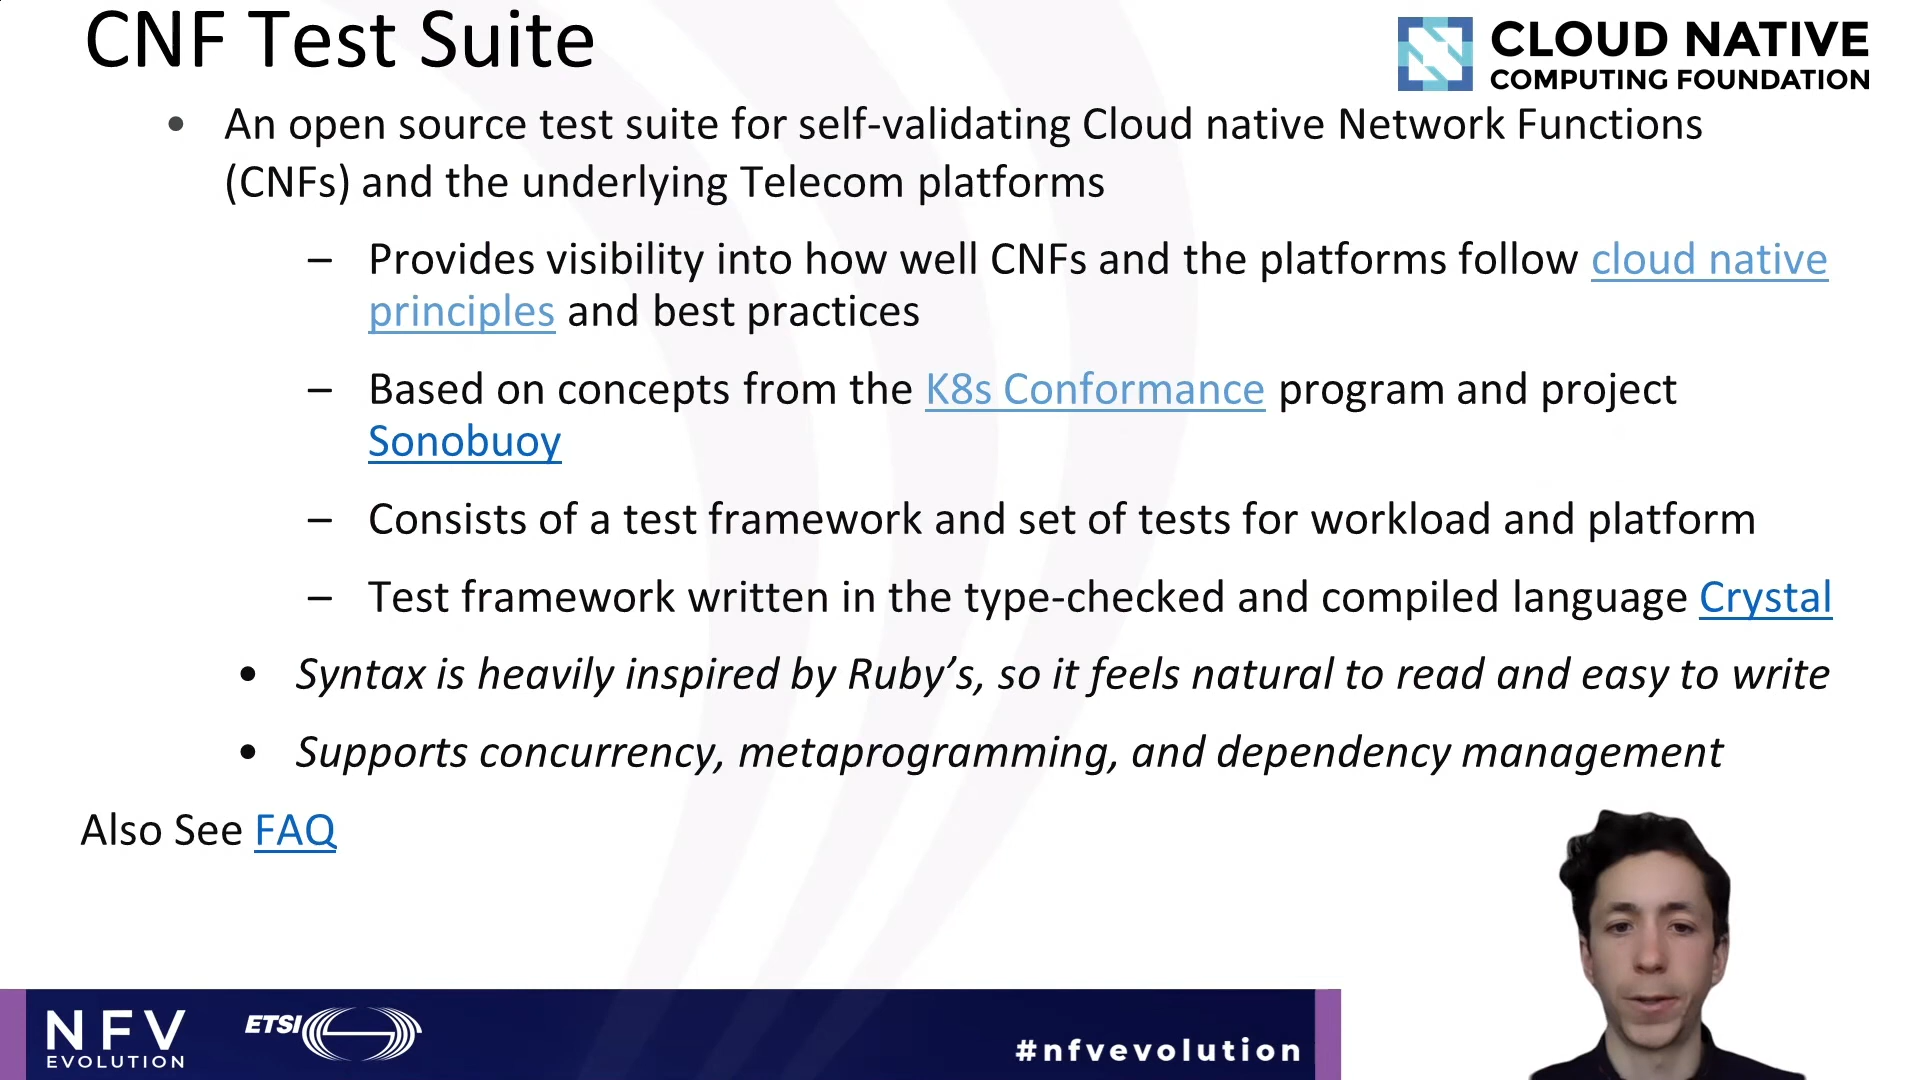 CNF Test Suite
CLOUD NATIVE
COMPUTING FOUNDATION
• An open source test suite for self-validating Cloud native Network Functions
(CNFs) and the underlying Telecom platforms
– Provides visibility into how well CNFs and the platforms follow cloud native
principles and best practices
– Based on concepts from the K8s Conformance program and project
Sonobuoy
– Consists of a test framework and set of tests for workload and platform
– Test framework written in the type-checked and compiled language Crystal
• Syntax is heavily inspired by Ruby’s, so it feels natural to read and easy to write
• Supports concurrency, metaprogramming, and dependency management
Also See FAQ
NFV
EVOLUTION
ETSI
#nfvevolution